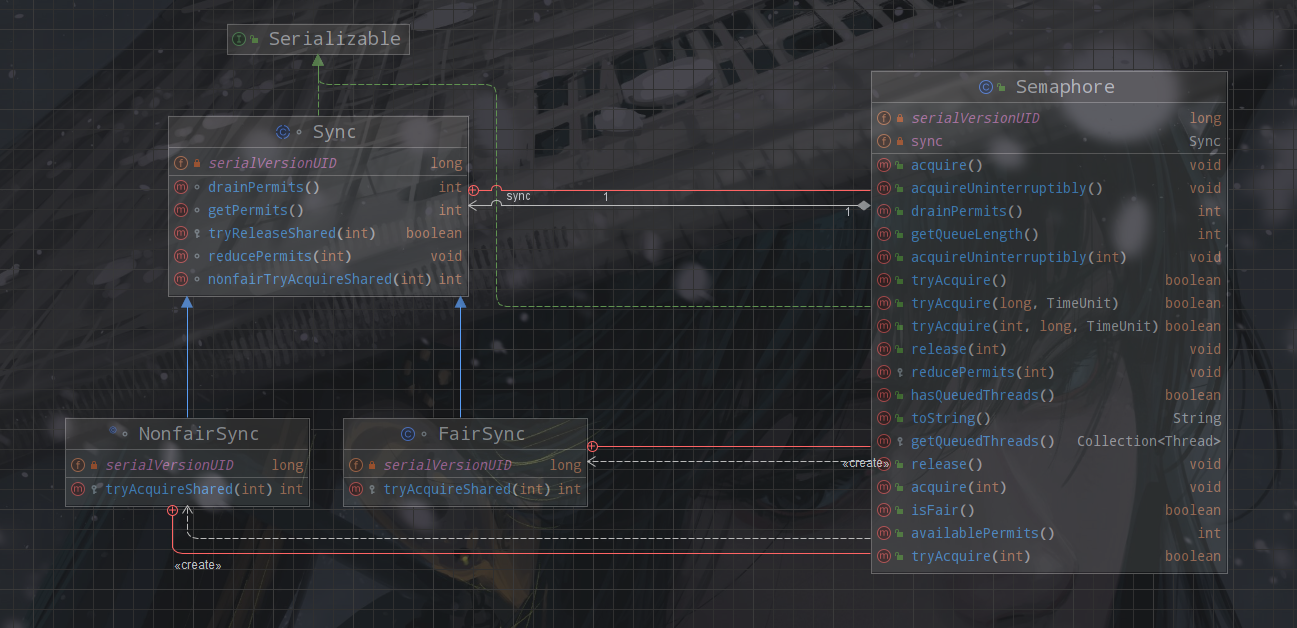 Serializable
Sync
serialVersionUID long
drainPermits() int
getPermits() int
tryReleaseShared(int) boolean
reducePermits(int) void
nonfairTryAcquireShared(int) int
sync 1
1
Semaphore
serialVersionUID long
sync Sync
acquire() void
acquireUninterruptibly() void
drainPermits() int
getQueueLength() int
acquireUninterruptibly(int) void
tryAcquire() boolean
tryAcquire(long, TimeUnit) boolean
tryAcquire(int, long, TimeUnit) boolean
release(int) void
reducePermits(int) void
hasQueuedThreads() boolean
toString() String
getQueuedThreads() Collection<Thread>
release() void
acquire(int) void
isFair() boolean
availablePermits() int
tryAcquire(int) boolean
NonfairSync
serialVersionUID long
tryAcquireShared(int) int
FairSync
serialVersionUID long
tryAcquireShared(int) int
«create»
«create»